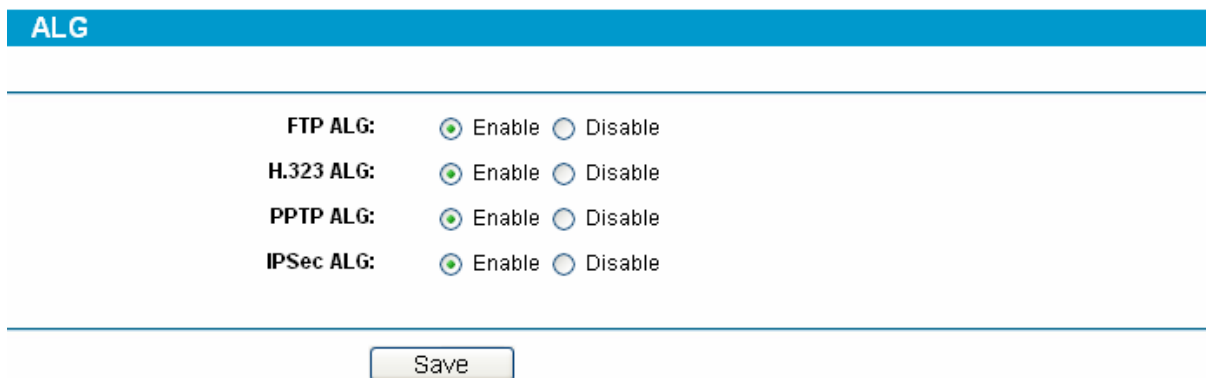 ALG
FTP ALG: Enable Disable
H.323 ALG: Enable Disable
PPTP ALG: Enable Disable
IPSec ALG: Enable Disable
Save